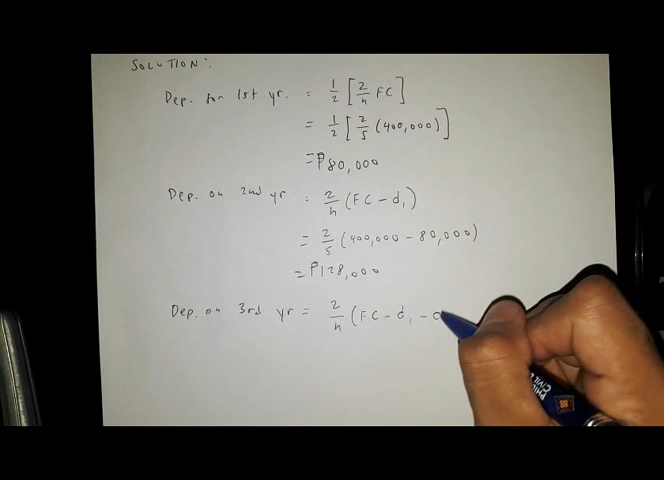 SOLUTION:
Dep. for 1st yr. = 1/2 [2/n FC]
= 1/2 [2/5 (400,000)]
= ₱80,000
Dep. on 2nd yr = 2/n (FC - d₁)
= 2/5 (400,000 - 80,000)
= ₱128,000
Dep. on 3rd yr = 2/n (FC - d₁ -
CIVIL